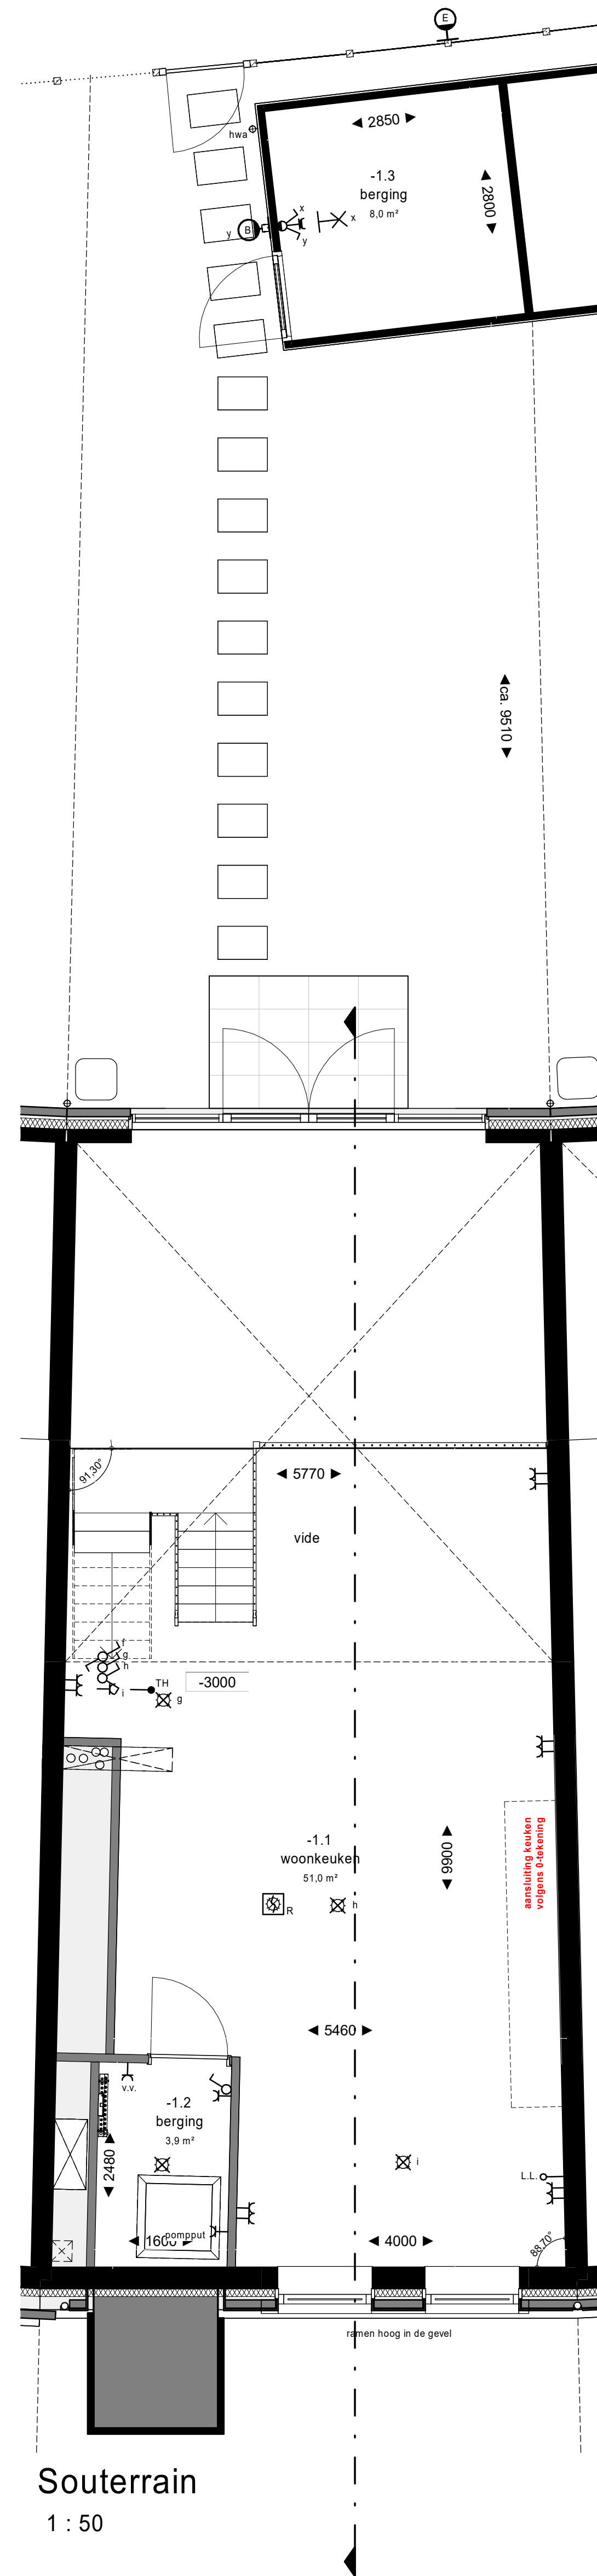 E
hwa
2850
-1.3
berging
8,0 m²
2800
x
x
y
B
y
ca. 9510
91,30°
5770
vide
f
g
h
i
TH
g
-3000
-1.1
woonkeuken
51,0 m²
9900
aansluiting keuken
volgens 0-tekening
R
h
5460
v.v.
-1.2
berging
3,9 m²
2480
i
L.L.
pompput
1600
4000
88,70°
ramen hoog in de gevel
Souterrain
1 : 50